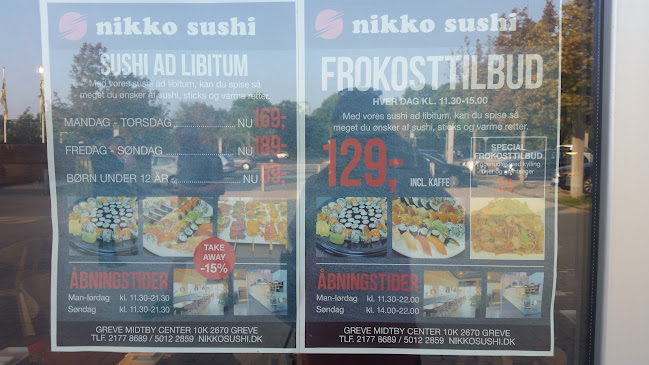 nikko sushi
SUSHI AD LIBITUM
Med vores sushi ad libitum, kan du spise så
meget du ønsker af sushi, sticks og varme retter.
MANDAG - TORSDAG NU 169,-
FREDAG - SØNDAG NU 189,-
BØRN UNDER 12 ÅR NU
TAKE
AWAY
-15%
ÅBNINGSTIDER
Man-lørdag kl. 11.30-21.30
Søndag kl. 11.30-21.30
GREVE MIDTBY CENTER 10K 2670 GREVE
TLF. 2177 8689 / 5012 2859 NIKKOSUSHI.DK
nikko sushi
FROKOSTTILBUD
HVER DAG KL. 11.30-15.00
Med vores sushi ad libitum, kan du spise så
meget du ønsker af sushi, sticks og varme retter.
129,- INCL. KAFFE
SPECIAL
FROKOSTTILBUD
med kylling,
ÅBNINGSTIDER
Man-lørdag kl. 11.30-22.00
Søndag kl. 14.00-22.00
GREVE MIDTBY CENTER 10K 2670 GREVE
TLF. 2177 8689 / 5012 2859 NIKKOSUSHI.DK